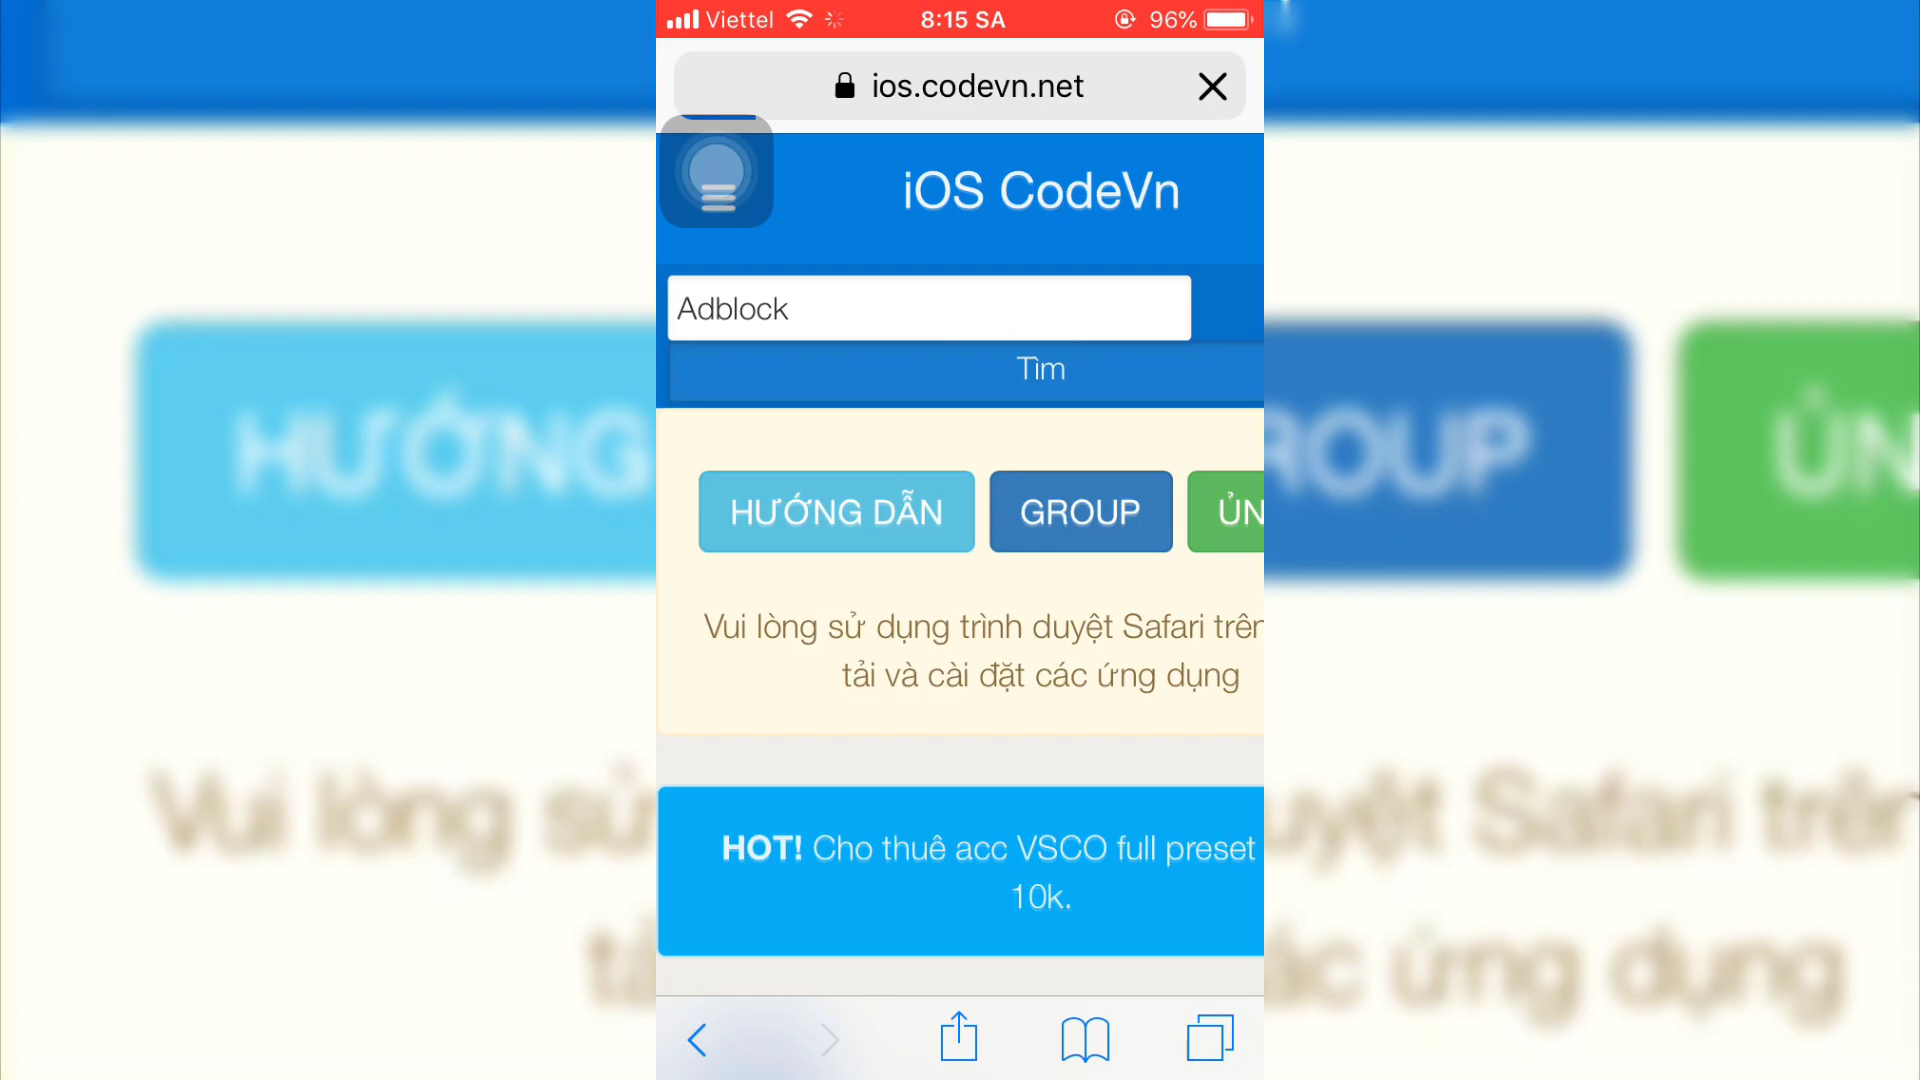 Viettel 8:15 SA 96%
ios.codevn.net
iOS CodeVn
Adblock
Tìm
HƯỚNG DẪN GROUP ỦN
Vui lòng sử dụng trình duyệt Safari trên
tải và cài đặt các ứng dụng
HOT! Cho thuê acc VSCO full preset
10k.